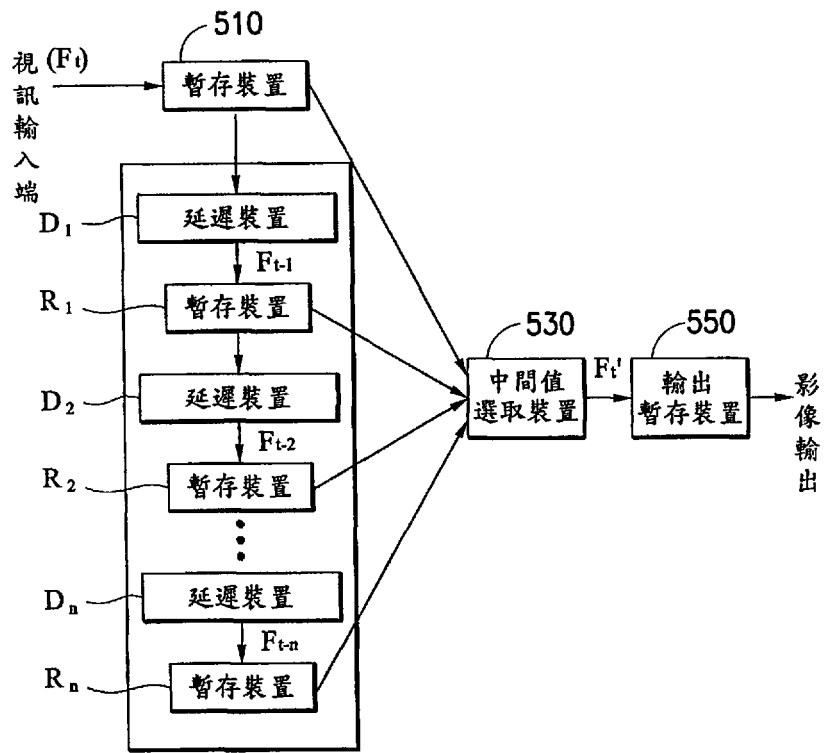 510
視訊輸入端
(Ft)
暫存裝置
D1
延遲裝置
Ft-1
R1
暫存裝置
D2
延遲裝置
Ft-2
R2
暫存裝置
Dn
延遲裝置
Ft-n
Rn
暫存裝置
530
中間值
選取裝置
Ft'
550
輸出
暫存裝置
影像輸出